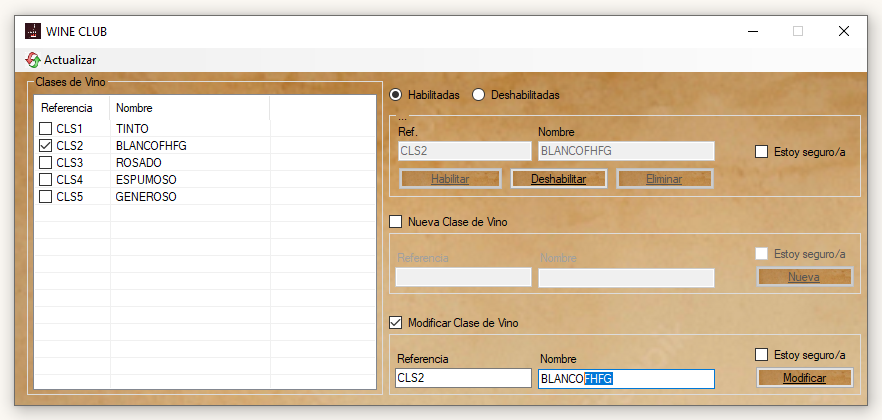 WINE CLUB
Actualizar
Clases de Vino
Referencia Nombre
CLS1 TINTO
CLS2 BLANCOFHFG
CLS3 ROSADO
CLS4 ESPUMOSO
CLS5 GENEROSO
Habilitadas Deshabilitadas
...
Ref. Nombre
CLS2 BLANCOFHFG Estoy seguro/a
Habilitar Deshabilitar Eliminar
Nueva Clase de Vino
Referencia Nombre Estoy seguro/a
Nueva
Modificar Clase de Vino
Referencia Nombre Estoy seguro/a
CLS2 BLANCOFHFG Modificar